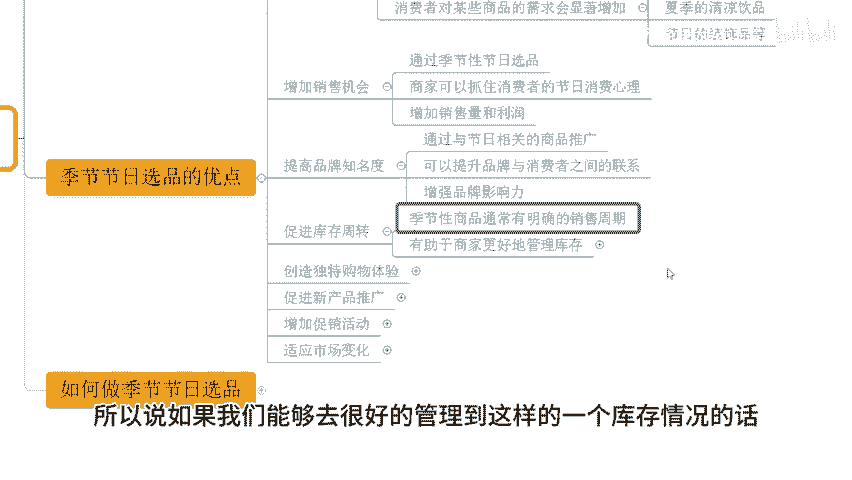 消费者对某些商品的需求会显著增加
夏季的清凉饮品
节日的装饰品等
通过季节性节日选品
增加销售机会
商家可以抓住消费者的节日消费心理
增加销售量和利润
通过与节日相关的商品推广
季节节日选品的优点
提高品牌知名度
可以提升品牌与消费者之间的联系
增强品牌影响力
季节性商品通常有明确的销售周期
促进库存周转
有助于商家更好地管理库存
创造独特购物体验
促进新产品推广
增加促销活动
适应市场变化
如何做季节节日选品
所以说如果我们能够去很好的管理到这样的一个库存情况的话